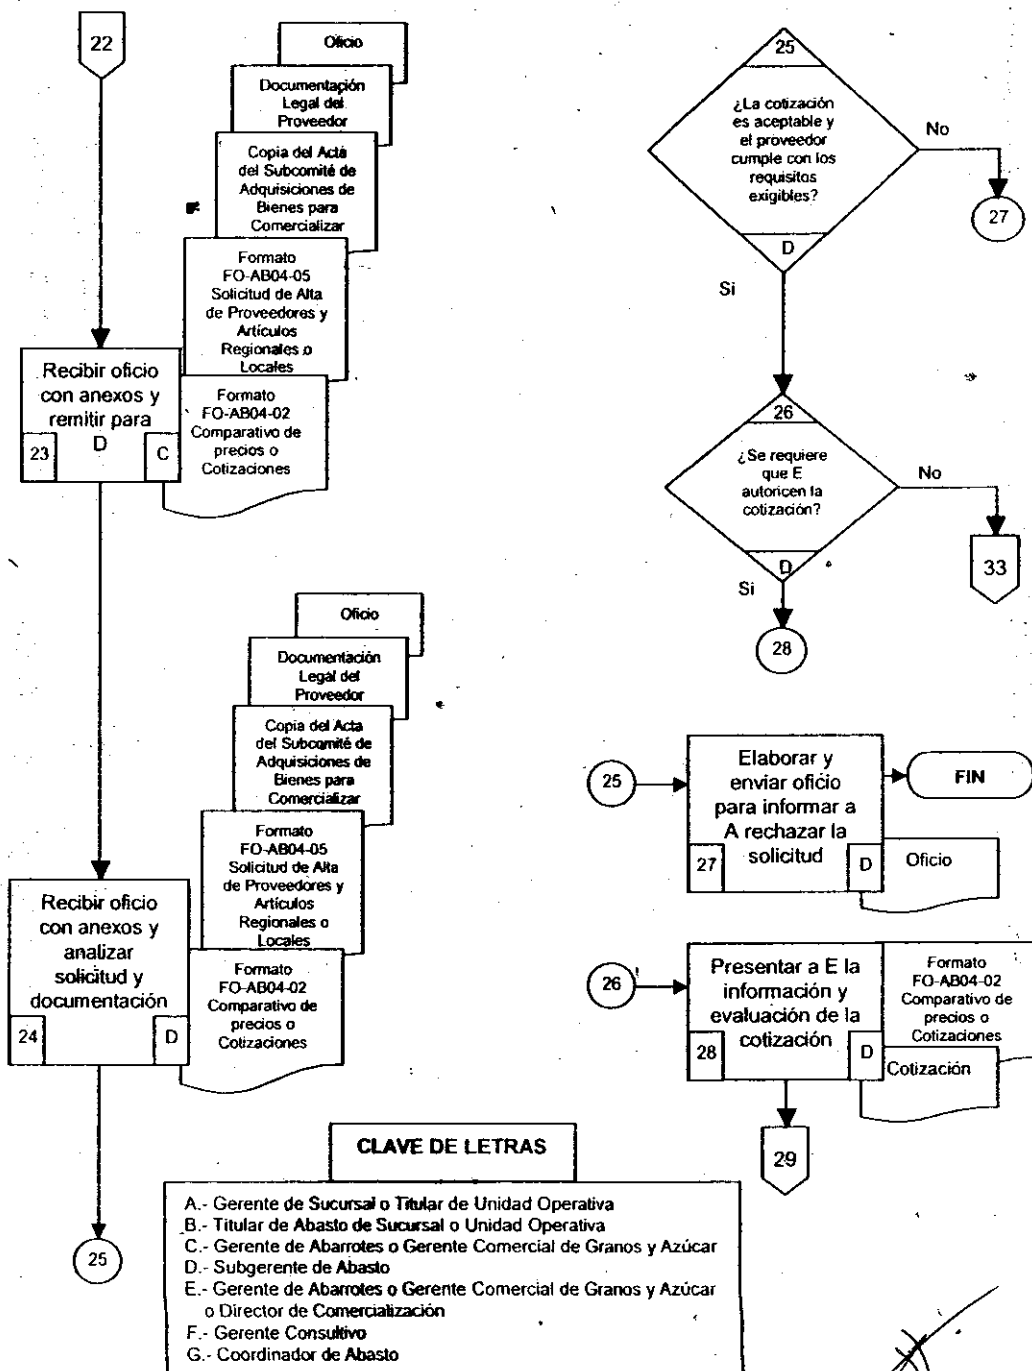 22
Oficio
Documentación
Legal del
Proveedor
Copia del Acta
del Subcomité de
Adquisiciones de
Bienes para
Comercializar
Formato
FO-AB04-05
Solicitud de Alta
de Proveedores y
Artículos
Regionales o
Locales
Formato
FO-AB04-02
Comparativo de
precios o
Cotizaciones
Recibir oficio
con anexos y
remitir para
D
23
C
Oficio
Documentación
Legal del
Proveedor
Copia del Acta
del Subcomité de
Adquisiciones de
Bienes para
Comercializar
Formato
FO-AB04-05
Solicitud de Alta
de Proveedores y
Artículos
Regionales o
Locales
Formato
FO-AB04-02
Comparativo de
precios o
Cotizaciones
Recibir oficio
con anexos y
analizar
solicitud y
documentación
24
D
25
25
¿La cotización
es aceptable y
el proveedor
cumple con los
requisitos
exigibles?
D
No
27
Si
26
¿Se requiere
que E
autoricen la
cotización?
D
No
33
Si
28
25
Elaborar y
enviar oficio
para informar a
A rechazar la
solicitud
27
D
Oficio
FIN
26
Presentar a E la
información y
evaluación de la
cotización
28
D
Formato
FO-AB04-02
Comparativo de
precios o
Cotizaciones
Cotización
29
CLAVE DE LETRAS
A.- Gerente de Sucursal o Titular de Unidad Operativa
B.- Titular de Abasto de Sucursal o Unidad Operativa
C.- Gerente de Abarrotes o Gerente Comercial de Granos y Azúcar
D.- Subgerente de Abasto
E.- Gerente de Abarrotes o Gerente Comercial de Granos y Azúcar
o Director de Comercialización
F.- Gerente Consultivo
G.- Coordinador de Abasto